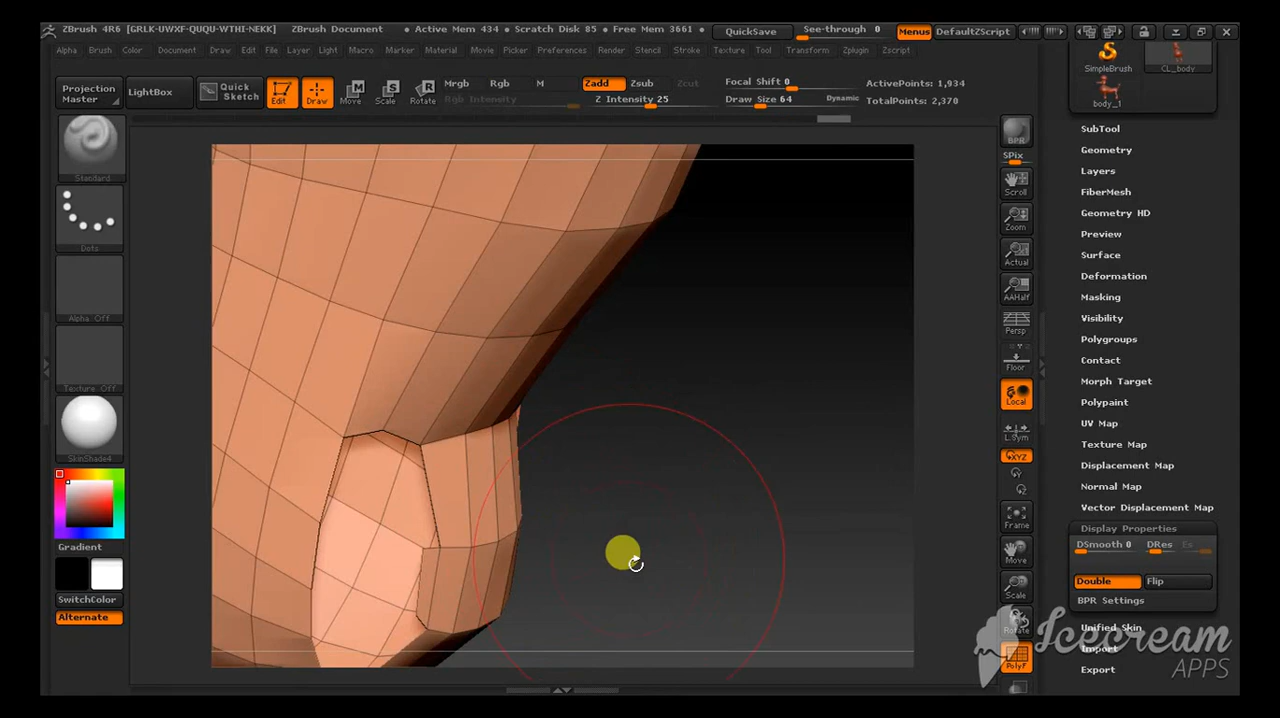 ZBrush 4R6 [GRLK-UWXF-QUQU-WTHI-NEKK] ZBrush Document • Active Mem 434 • Scratch Disk 85 • Free Mem 3661 • QuickSave See-through 0 Menus DefaultZScript
Alpha Brush Color Document Draw Edit File Layer Light Macro Marker Material Movie Picker Preferences Render Stencil Stroke Texture Tool Transform Zplugin Zscript
Projection
Master
LightBox
Quick
Sketch
Edit
Draw
Move
Scale
Rotate
Mrgb Rgb M
Rgb Intensity
Zadd Zsub Zcut
Z Intensity 25
Focal Shift 0
Draw Size 64 Dynamic
ActivePoints: 1,934
TotalPoints: 2,370
Standard
Dots
Alpha Off
Texture Off
SkinShade4
Gradient
SwitchColor
Alternate
BPR
SPix
Scroll
Zoom
Actual
AAHalf
Persp
Floor
Local
L.Sym
XYZ
Y
Z
Frame
Move
Scale
Rotate
PolyF
SimpleBrush
CL_body
body_1
SubTool
Geometry
Layers
FiberMesh
Geometry HD
Preview
Surface
Deformation
Masking
Visibility
Polygroups
Contact
Morph Target
Polypaint
UV Map
Texture Map
Displacement Map
Normal Map
Vector Displacement Map
Display Properties
DSmooth 0 DRes Es
Double Flip
BPR Settings
Unified Skin
Import
Export
Icecream
APPS